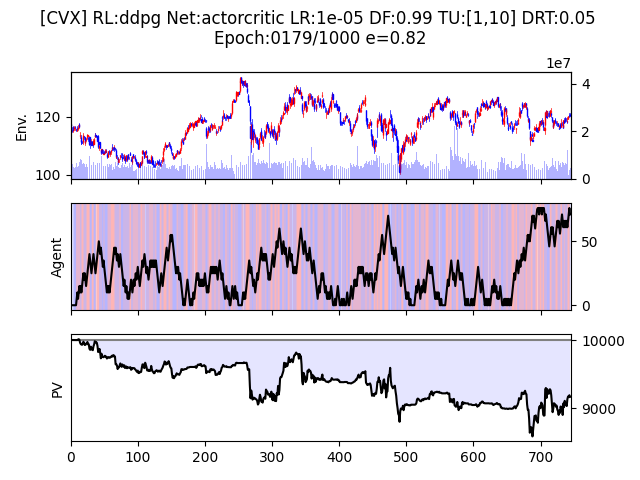 [CVX] RL:ddpg Net:actorcritic LR:1e-05 DF:0.99 TU:[1,10] DRT:0.05
Epoch:0179/1000 e=0.82
1e7
Env.
120
100
4
2
0
Agent
50
0
PV
10000
9000
0 100 200 300 400 500 600 700